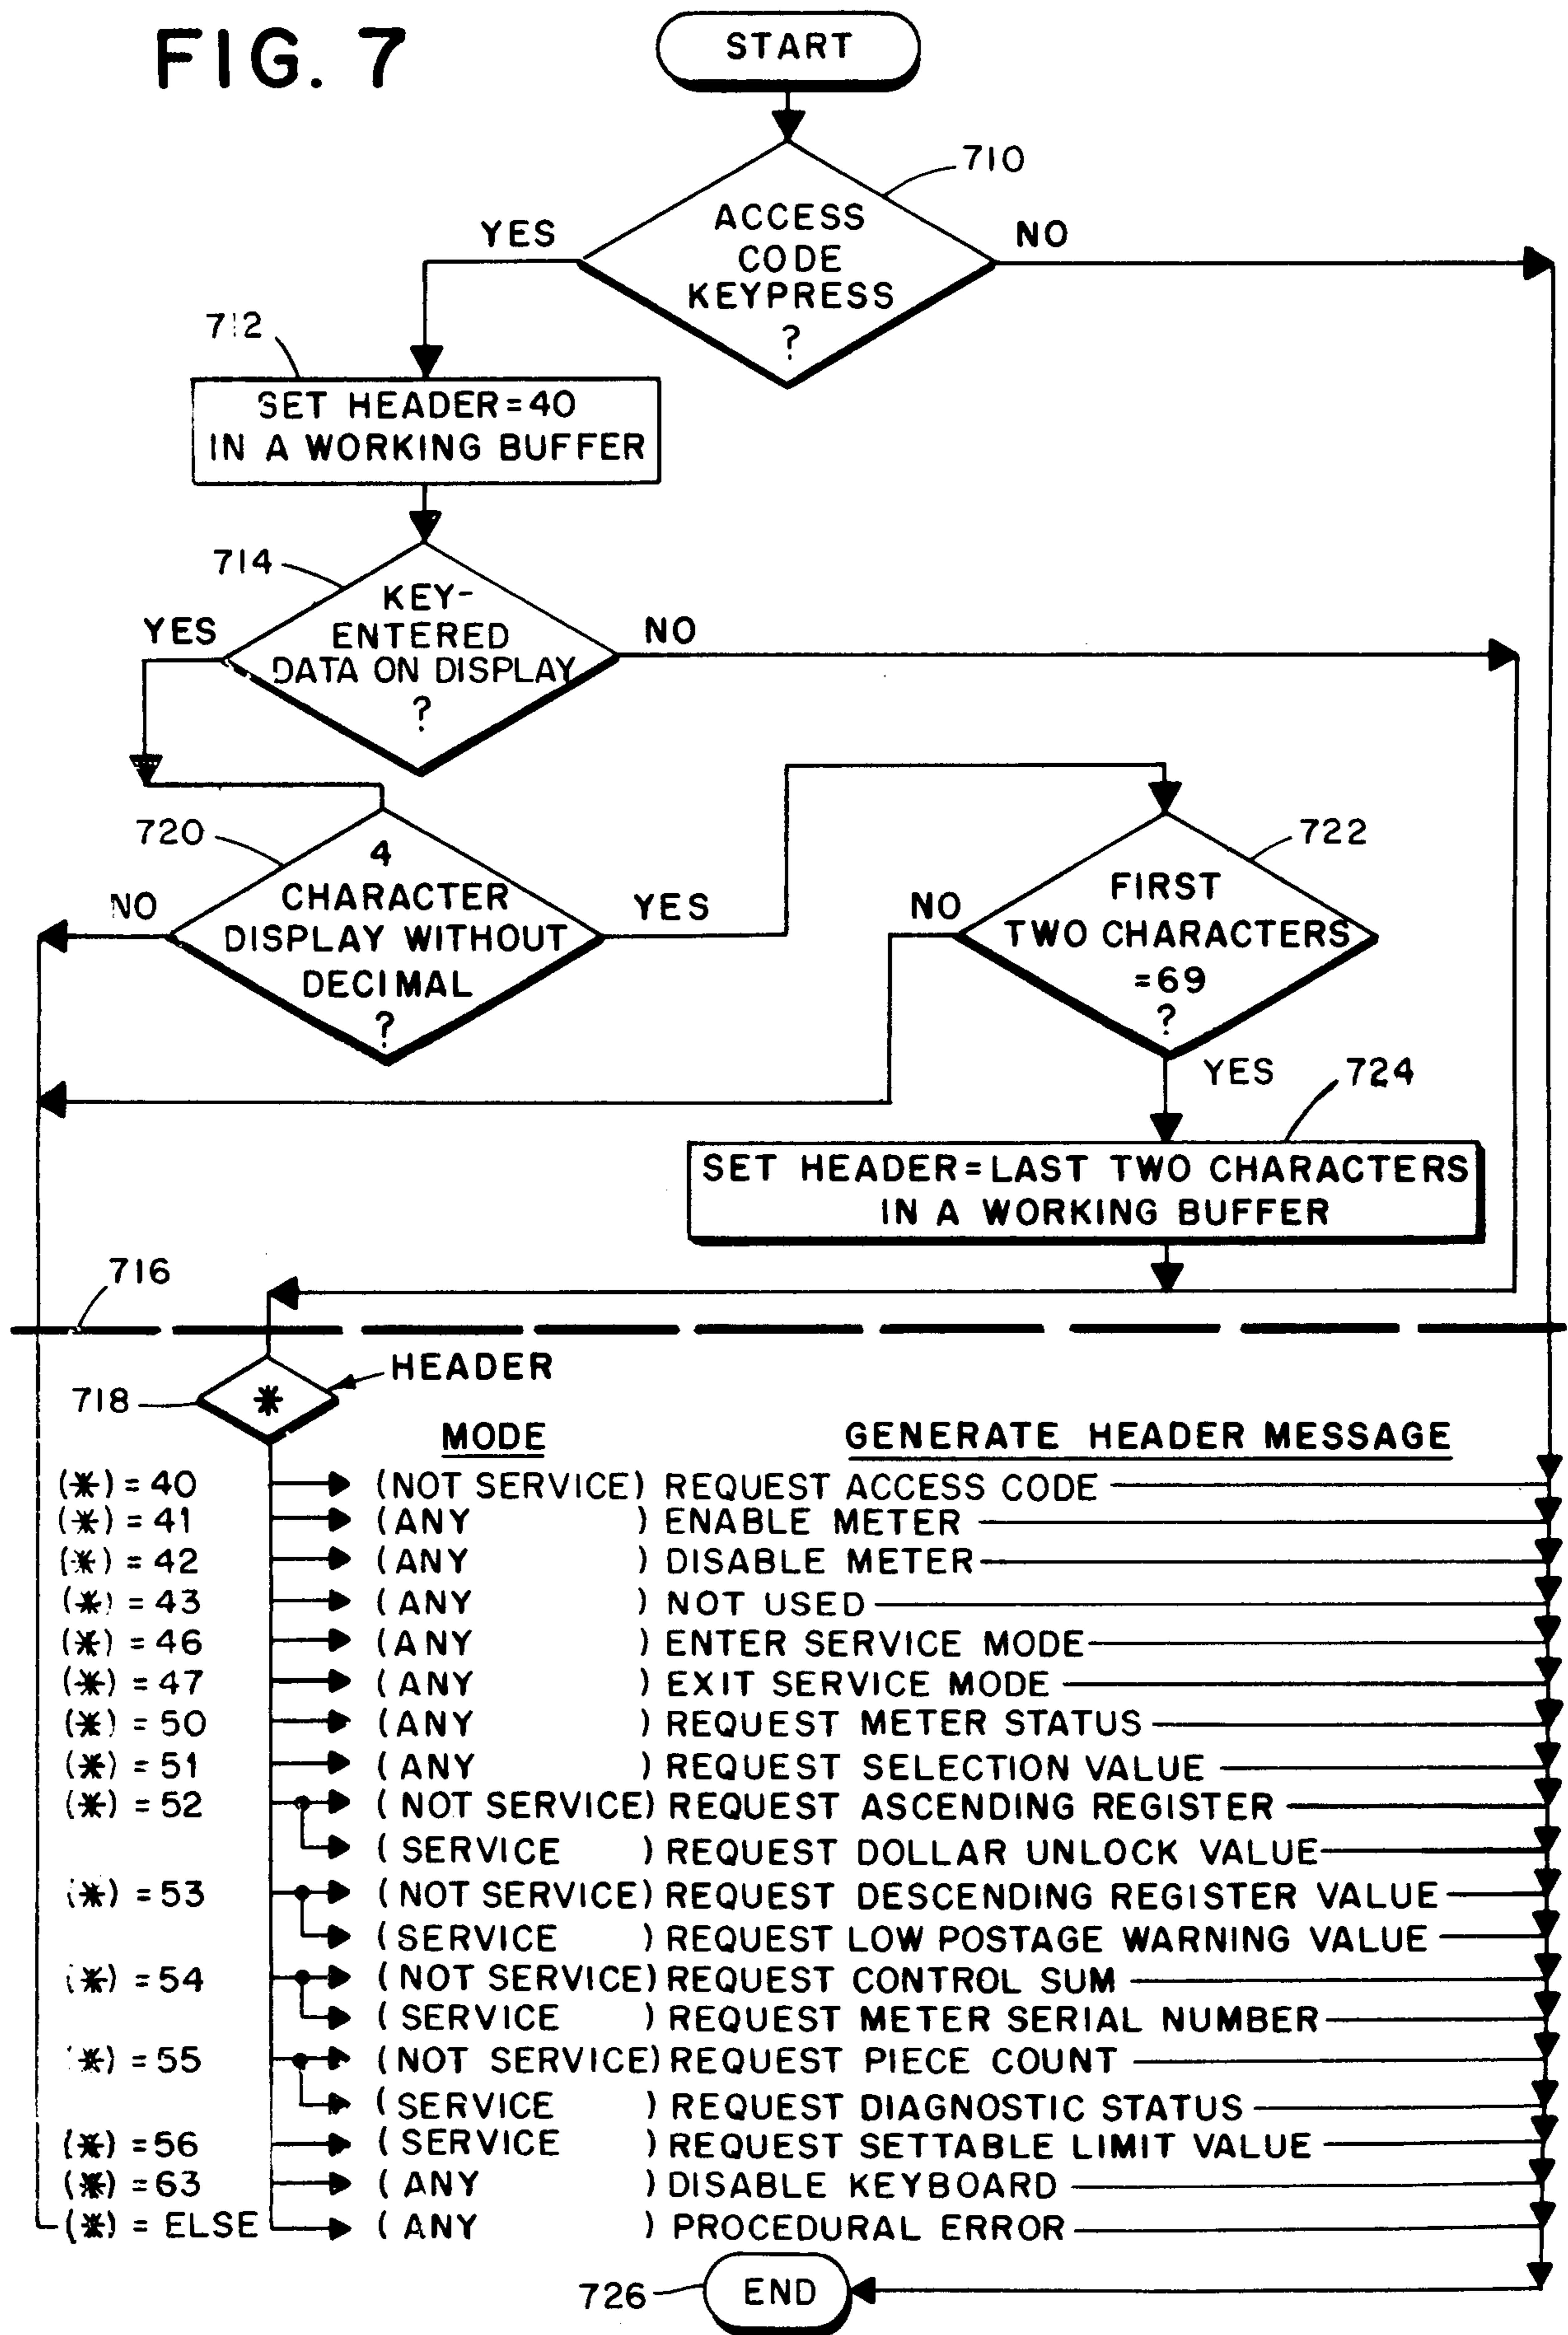 FIG. 7
START
710
ACCESS
CODE
KEYPRESS
?
YES
NO
712
SET HEADER=40
IN A WORKING BUFFER
714
KEY-
ENTERED
DATA ON DISPLAY
?
YES
NO
720
4
CHARACTER
DISPLAY WITHOUT
DECIMAL
?
NO
YES
722
FIRST
TWO CHARACTERS
=69
?
NO
YES
724
SET HEADER=LAST TWO CHARACTERS
IN A WORKING BUFFER
716
718
*
HEADER
MODE GENERATE HEADER MESSAGE
(*) = 40 (NOT SERVICE) REQUEST ACCESS CODE
(*) = 41 (ANY ) ENABLE METER
(*) = 42 (ANY ) DISABLE METER
(*) = 43 (ANY ) NOT USED
(*) = 46 (ANY ) ENTER SERVICE MODE
(*) = 47 (ANY ) EXIT SERVICE MODE
(*) = 50 (ANY ) REQUEST METER STATUS
(*) = 51 (ANY ) REQUEST SELECTION VALUE
(*) = 52 (NOT SERVICE) REQUEST ASCENDING REGISTER
(SERVICE ) REQUEST DOLLAR UNLOCK VALUE
(*) = 53 (NOT SERVICE) REQUEST DESCENDING REGISTER VALUE
(SERVICE ) REQUEST LOW POSTAGE WARNING VALUE
(*) = 54 (NOT SERVICE) REQUEST CONTROL SUM
(SERVICE ) REQUEST METER SERIAL NUMBER
(*) = 55 (NOT SERVICE) REQUEST PIECE COUNT
(SERVICE ) REQUEST DIAGNOSTIC STATUS
(*) = 56 (SERVICE ) REQUEST SETTABLE LIMIT VALUE
(*) = 63 (ANY ) DISABLE KEYBOARD
(*) = ELSE (ANY ) PROCEDURAL ERROR
726
END